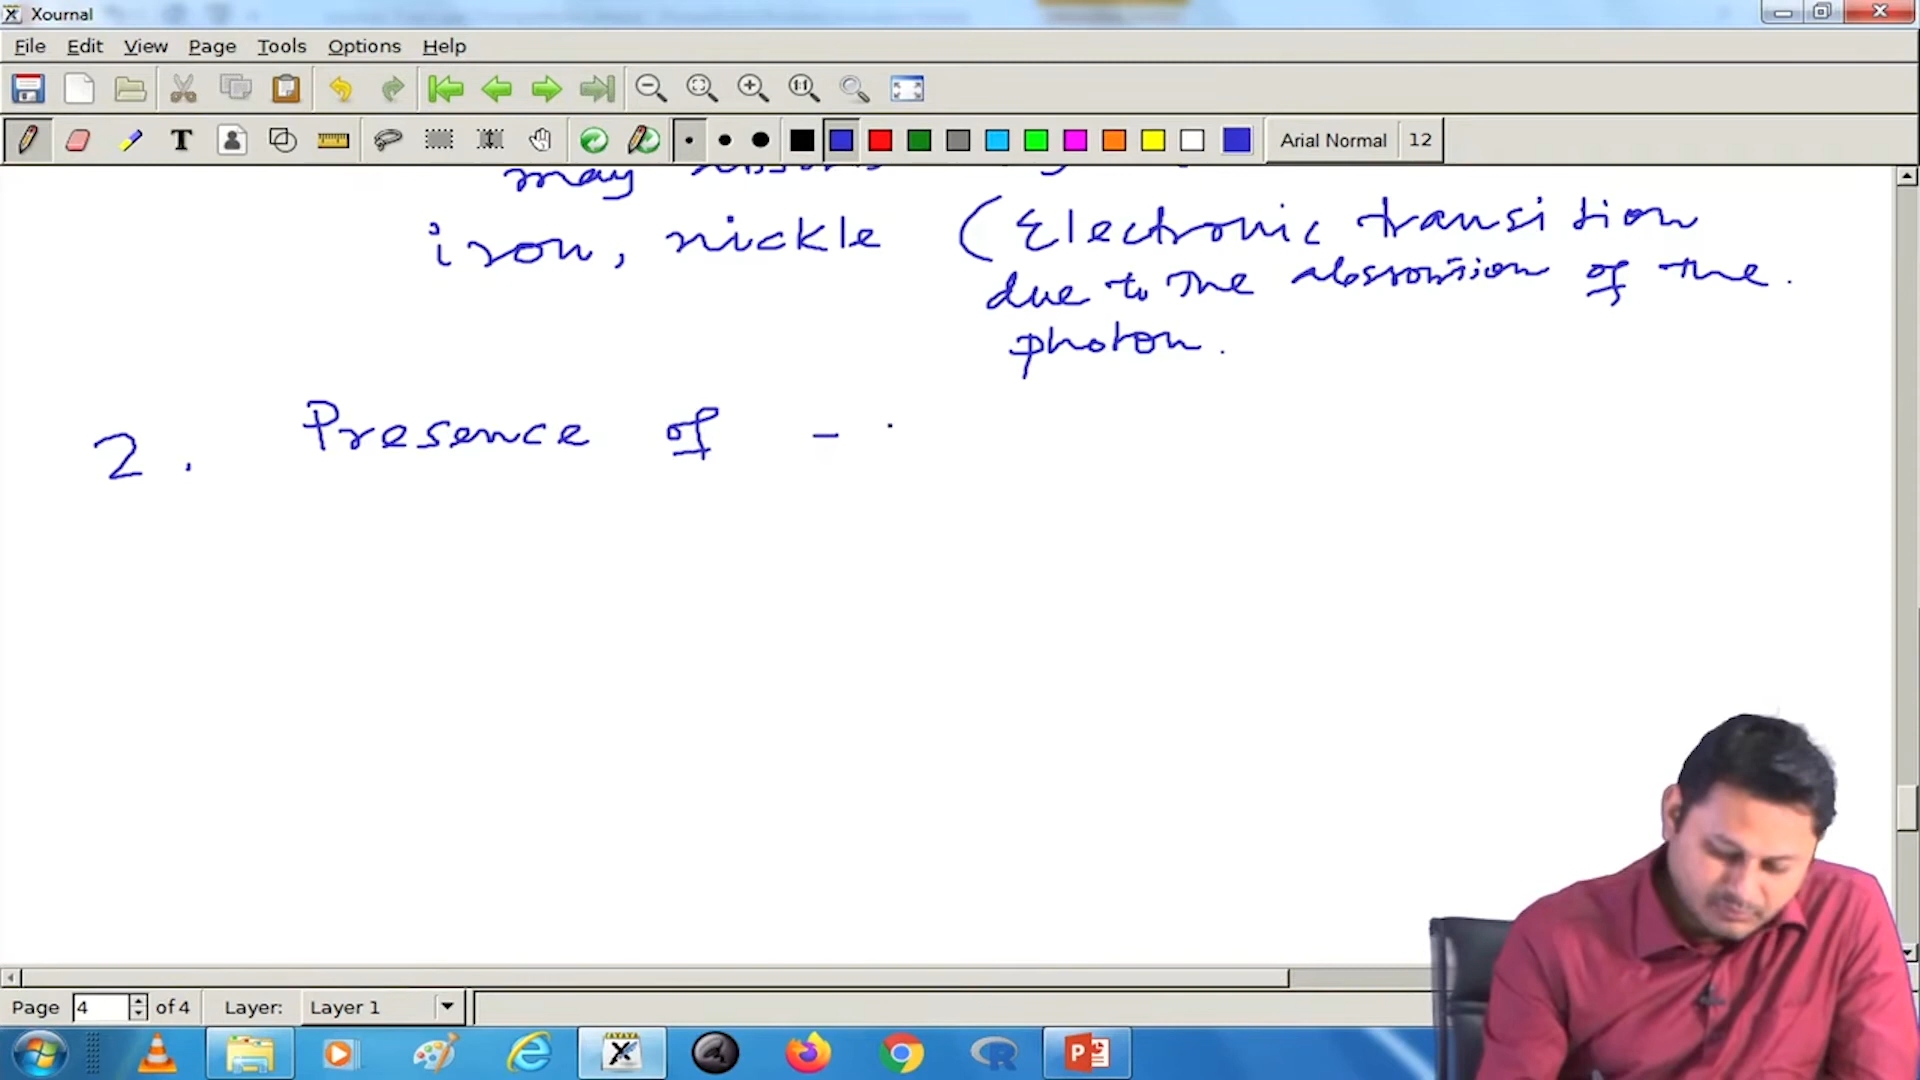 Xournal
File Edit View Page Tools Options Help
T Arial Normal 12
may
iron, nickle (Electronic transition
due to the absorption of the.
photon.
2. Presence of -
Page 4 of 4 Layer: Layer 1